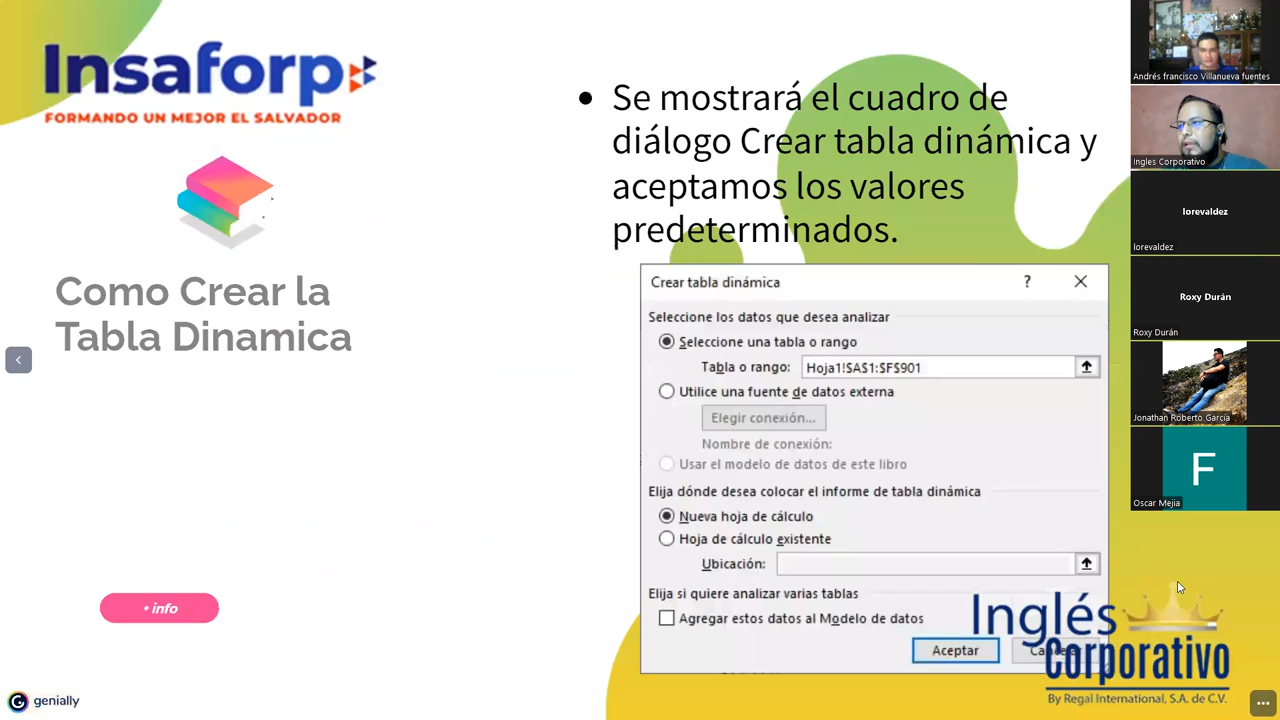 Insaforp
FORMANDO UN MEJOR EL SALVADOR
Como Crear la
Tabla Dinamica
+ info
genially
• Se mostrará el cuadro de
diálogo Crear tabla dinámica y
aceptamos los valores
predeterminados.
Crear tabla dinámica
?
Seleccione los datos que desea analizar
Seleccione una tabla o rango
Tabla o rango: Hoja1!$A$1:$F$901
Utilice una fuente de datos externa
Elegir conexión...
Nombre de conexión:
Usar el modelo de datos de este libro
Elija dónde desea colocar el informe de tabla dinámica
Nueva hoja de cálculo
Hoja de cálculo existente
Ubicación:
Elija si quiere analizar varias tablas
Agregar estos datos al Modelo de datos
Aceptar
Inglés
Corporativo
By Regal International, S.A. de C.V.
Andrés francisco Villanueva fuentes
Ingles Corporativo
lorevaldez
lorevaldez
Roxy Durán
Roxy Durán
Jonathan Roberto García
F
Oscar Mejia